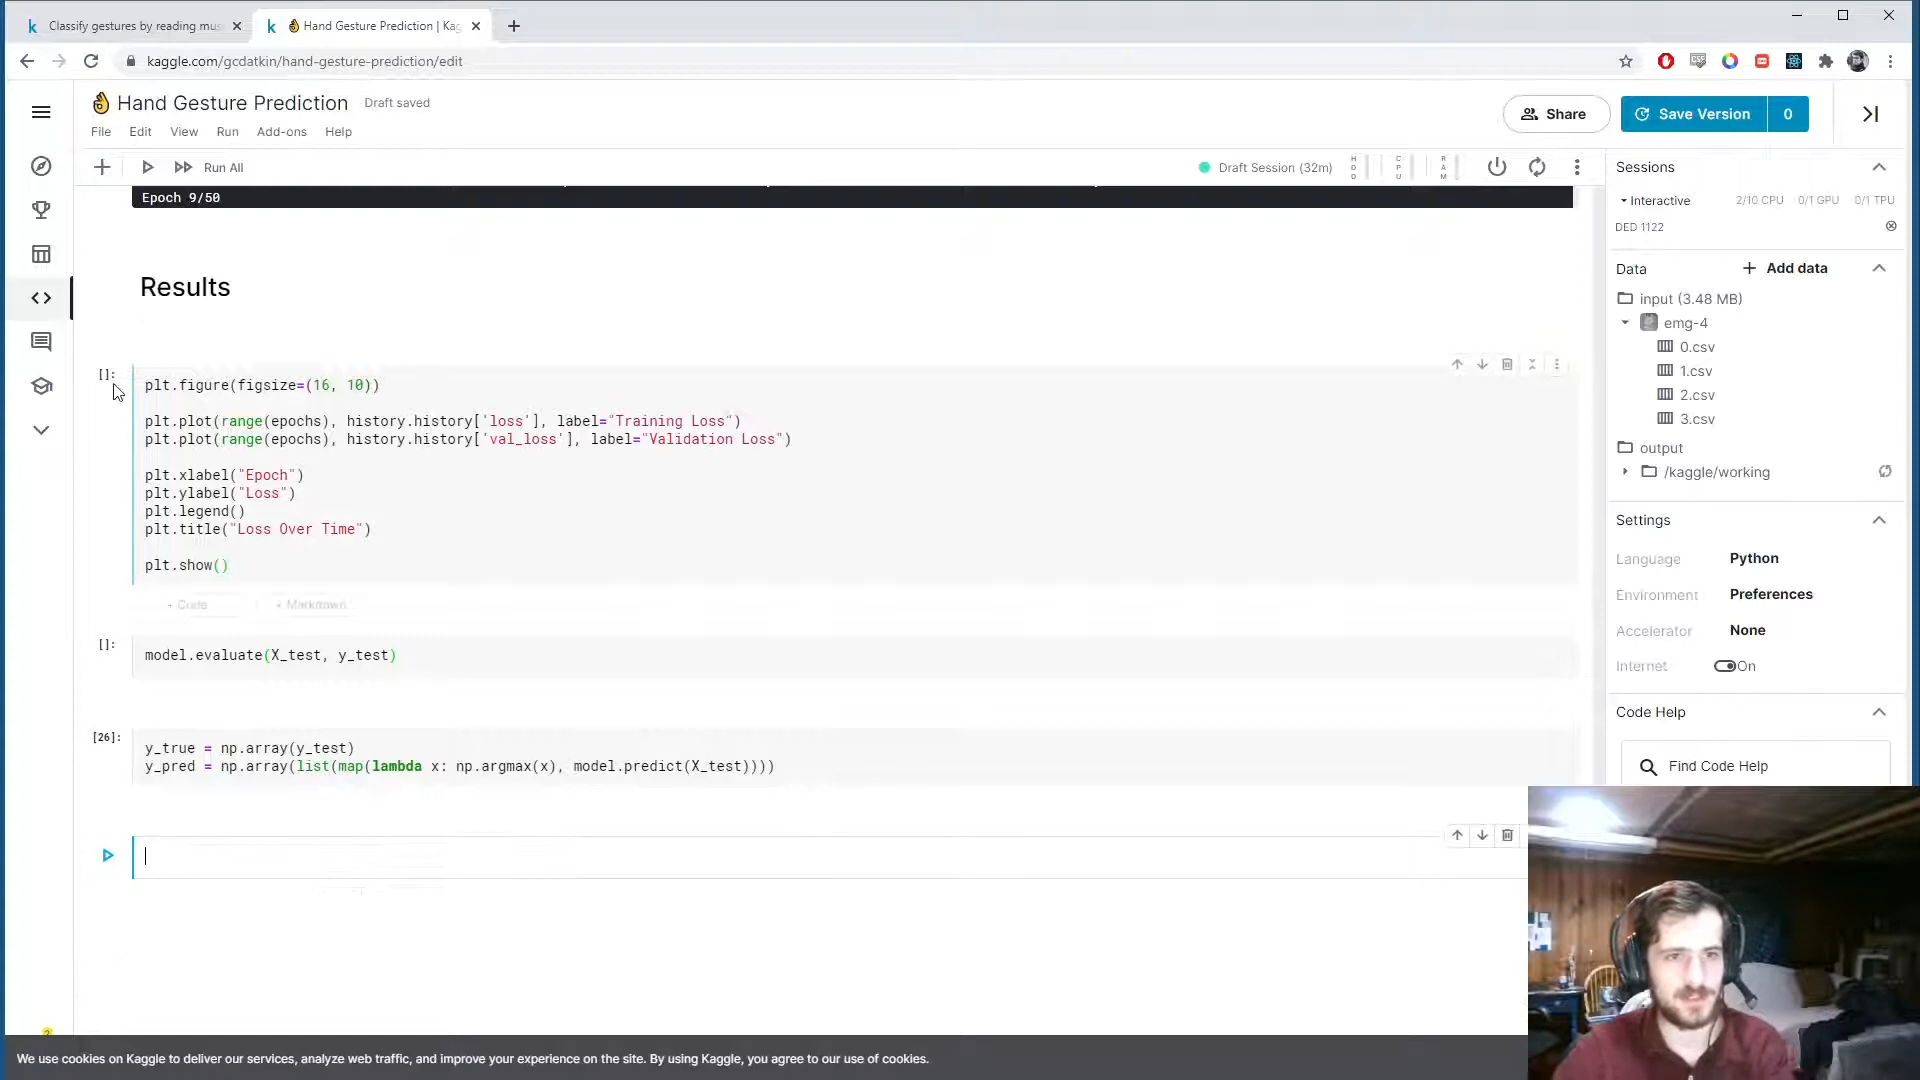 Classify gestures by reading mus
Hand Gesture Prediction | Kag
kaggle.com/gcdatkin/hand-gesture-prediction/edit
Hand Gesture Prediction
Draft saved
File Edit View Run Add-ons Help
Share
Save Version
0
Run All
Draft Session (32m)
HDD
CPU
RAM
Epoch 9/50
Results
[]:
plt.figure(figsize=(16, 10))
plt.plot(range(epochs), history.history['loss'], label="Training Loss")
plt.plot(range(epochs), history.history['val_loss'], label="Validation Loss")
plt.xlabel("Epoch")
plt.ylabel("Loss")
plt.legend()
plt.title("Loss Over Time")
plt.show()
+ Code
+ Markdown
[]:
model.evaluate(X_test, y_test)
[26]:
y_true = np.array(y_test)
y_pred = np.array(list(map(lambda x: np.argmax(x), model.predict(X_test))))
Sessions
Interactive
2/10 CPU 0/1 GPU 0/1 TPU
DED 1122
Data
+ Add data
input (3.48 MB)
emg-4
0.csv
1.csv
2.csv
3.csv
output
/kaggle/working
Settings
Language Python
Environment Preferences
Accelerator None
Internet On
Code Help
Find Code Help
We use cookies on Kaggle to deliver our services, analyze web traffic, and improve your experience on the site. By using Kaggle, you agree to our use of cookies.